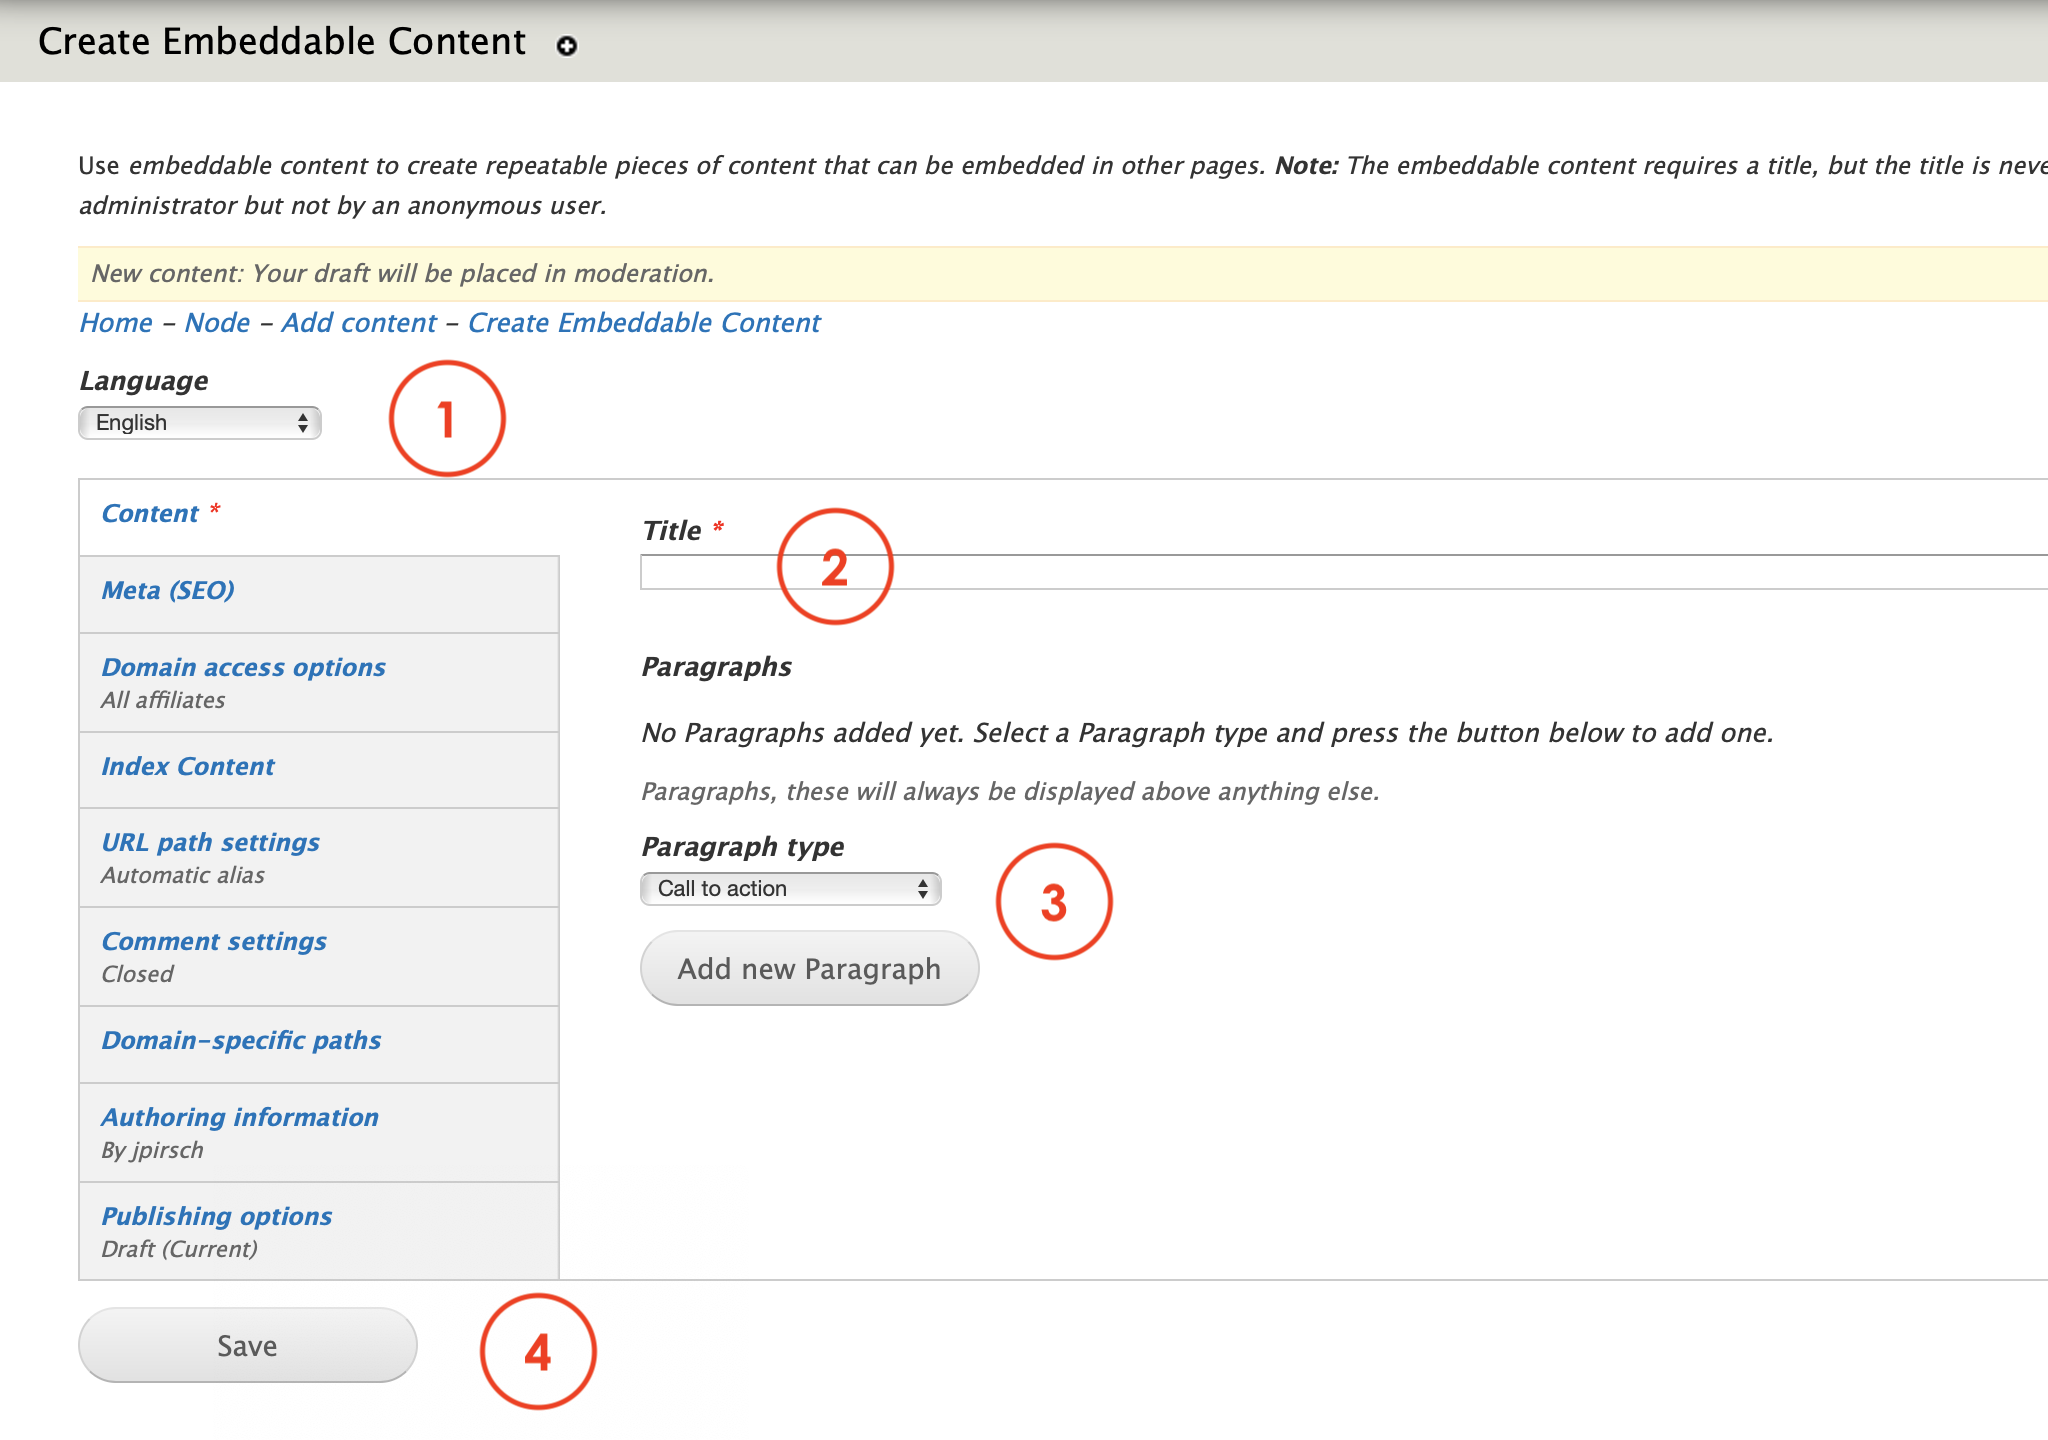 Create Embeddable Content
Use embeddable content to create repeatable pieces of content that can be embedded in other pages. Note: The embeddable content requires a title, but the title is
administrator but not by an anonymous user.
New content: Your draft will be placed in moderation.
Home – Node – Add content – Create Embeddable Content
Language
English
1
Content *
Meta (SEO)
Domain access options
All affiliates
Index Content
URL path settings
Automatic alias
Comment settings
Closed
Domain-specific paths
Authoring information
By jpirsch
Publishing options
Draft (Current)
Title *
2
Paragraphs
No Paragraphs added yet. Select a Paragraph type and press the button below to add one.
Paragraphs, these will always be displayed above anything else.
Paragraph type
Call to action
3
Add new Paragraph
Save
4